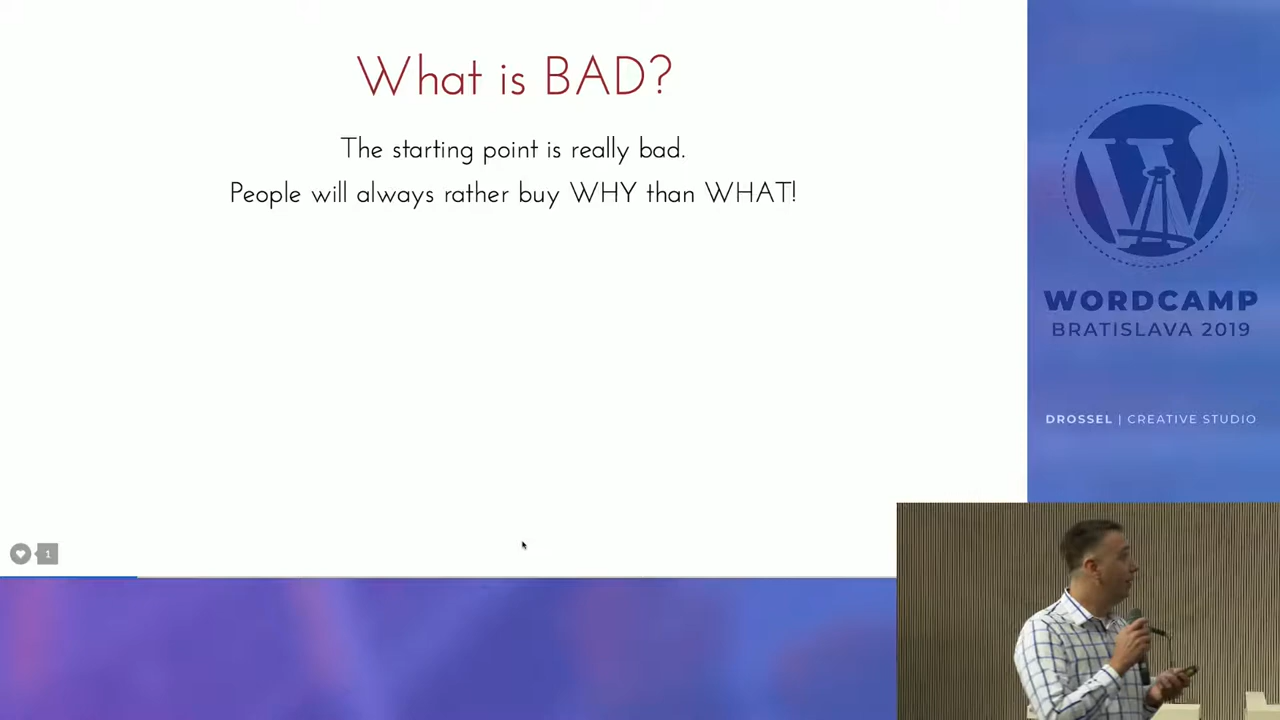 What is BAD?
The starting point is really bad.
People will always rather buy WHY than WHAT!
1
W
WORDCAMP
BRATISLAVA 2019
DROSSEL | CREATIVE STUDIO